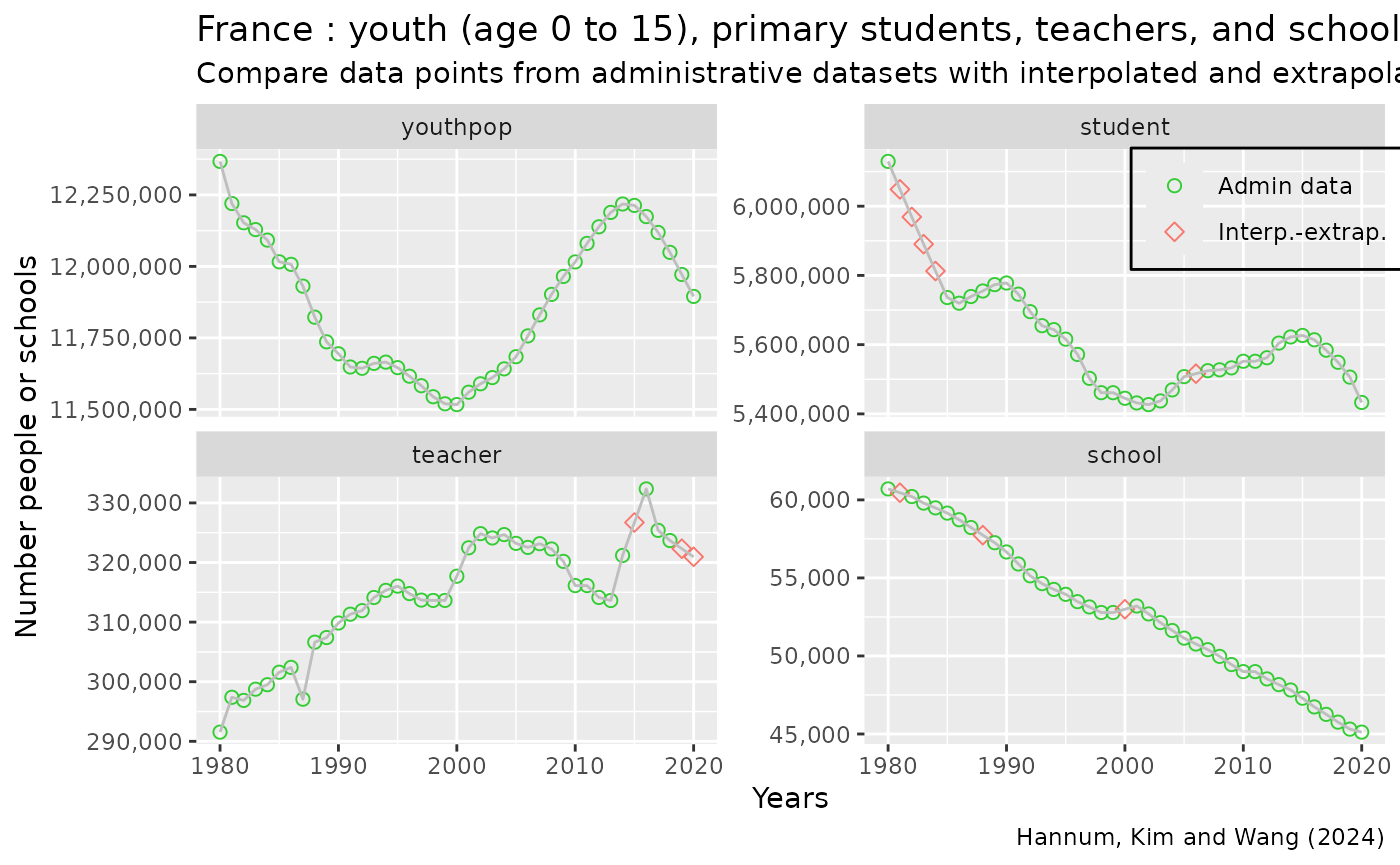 France : youth (age 0 to 15), primary students, teachers, and school
Compare data points from administrative datasets with interpolated and extrapola
youthpop
student
12,250,000
12,000,000
11,750,000
11,500,000
6,000,000
5,800,000
5,600,000
5,400,000
Admin data
Interp.-extrap.
Number people or schools
teacher
school
330,000
320,000
310,000
300,000
290,000
60,000
55,000
50,000
45,000
1980 1990 2000 2010 2020
1980 1990 2000 2010 2020
Years
Hannum, Kim and Wang (2024)